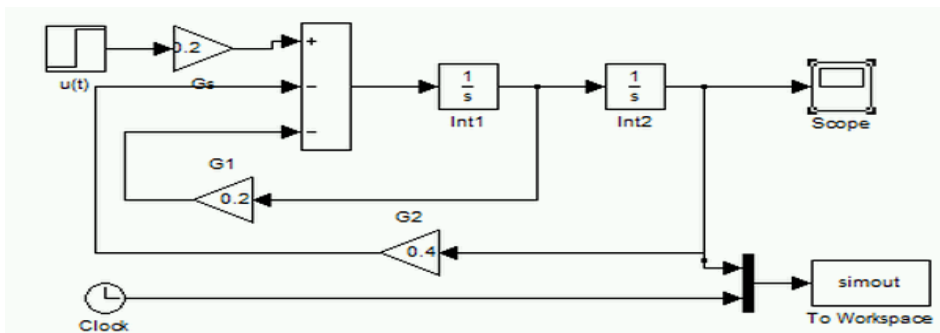 0.2
u(t)
Gs
+
−
−
1
s
Int1
1
s
Int2
Scope
G1
0.2
G2
0.4
Clock
simout
To Workspace